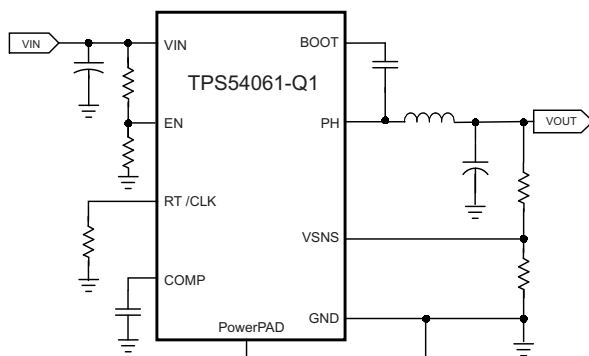 VIN
VIN
BOOT
TPS54061-Q1
EN
PH
VOUT
RT /CLK
VSNS
COMP
GND
PowerPAD